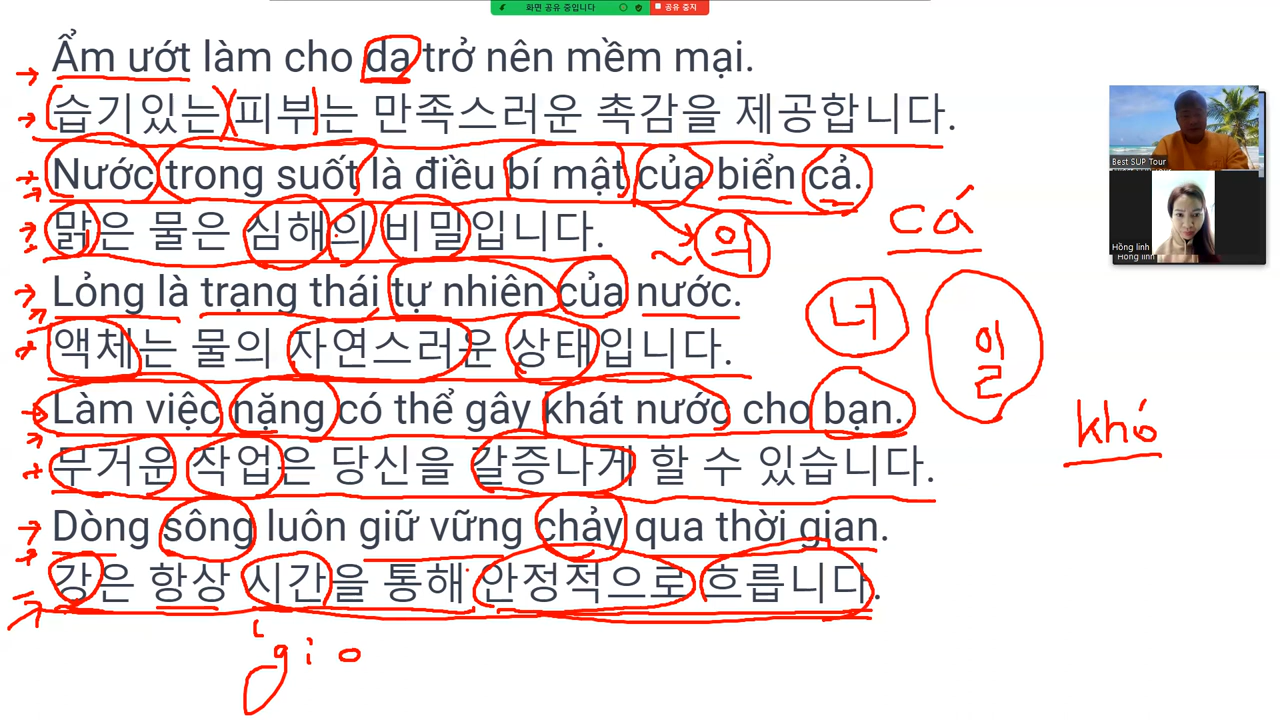 화면 공유 중입니다
공유 중지
Ẩm ướt làm cho da trở nên mềm mại.
습기있는 피부는 만족스러운 촉감을 제공합니다.
Nước trong suốt là điều bí mật của biển cả.
맑은 물은 심해의 비밀입니다.
Lỏng là trạng thái tự nhiên của nước.
액체는 물의 자연스러운 상태입니다.
Làm việc nặng có thể gây khát nước cho bạn.
무거운 작업은 당신을 갈증나게 할 수 있습니다.
Dòng sông luôn giữ vững chảy qua thời gian.
강은 항상 시간을 통해 안정적으로 흐릅니다.
cá
의
너
일
khó
gio
Best SUP Tour
Hồng linh
Hồng linh